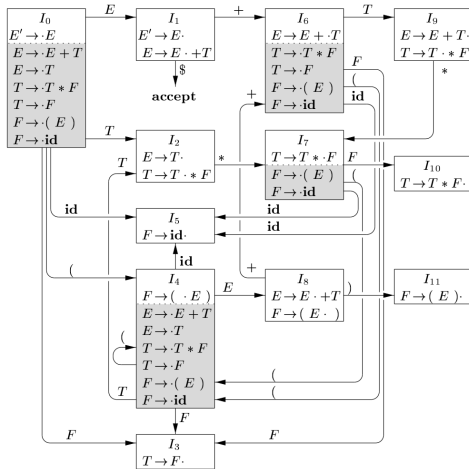 I₀
E′ → ·E
E → ·E + T
E → ·T
T → ·T * F
T → ·F
F → ·( E )
F → ·id
E
I₁
E′ → E·
E → E · + T
$
accept
+
I₆
E → E + ·T
T → ·T * F
T → ·F
F → ·( E )
F → ·id
T
I₉
E → E + T·
T → T · * F
*
F
(
id
+
T
I₂
E → T·
T → T · * F
*
T
I₇
T → T * ·F
F → ·( E )
F → ·id
F
(
I₁₀
T → T * F·
id
I₅
F → id·
id
id
id
(
I₄
F → ( · E )
E → ·E + T
E → ·T
T → ·T * F
T → ·F
F → ·( E )
F → ·id
(
T
E
+
I₈
E → E · + T
F → ( E · )
)
I₁₁
F → ( E )·
(
(
F
F
I₃
T → F·
F